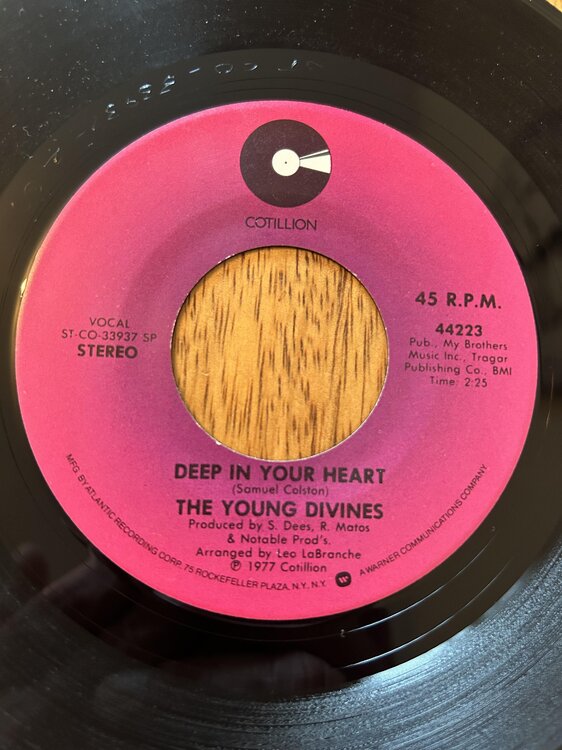 COTILLION
45 R.P.M.
VOCAL
ST-CO-33937 SP
STEREO
44223
Pub., My Brothers
Music Inc., Tragar
Publishing Co., BMI
Time: 2:25
DEEP IN YOUR HEART
(Samuel Colston)
THE YOUNG DIVINES
Produced by S. Dees, R. Matos
& Notable Prod's.
Arranged by Leo LaBranche
Ⓟ 1977 Cotillion
MFG. BY ATLANTIC RECORDING CORP. 75 ROCKEFELLER PLAZA, N.Y., N.Y. A WARNER COMMUNICATIONS COMPANY